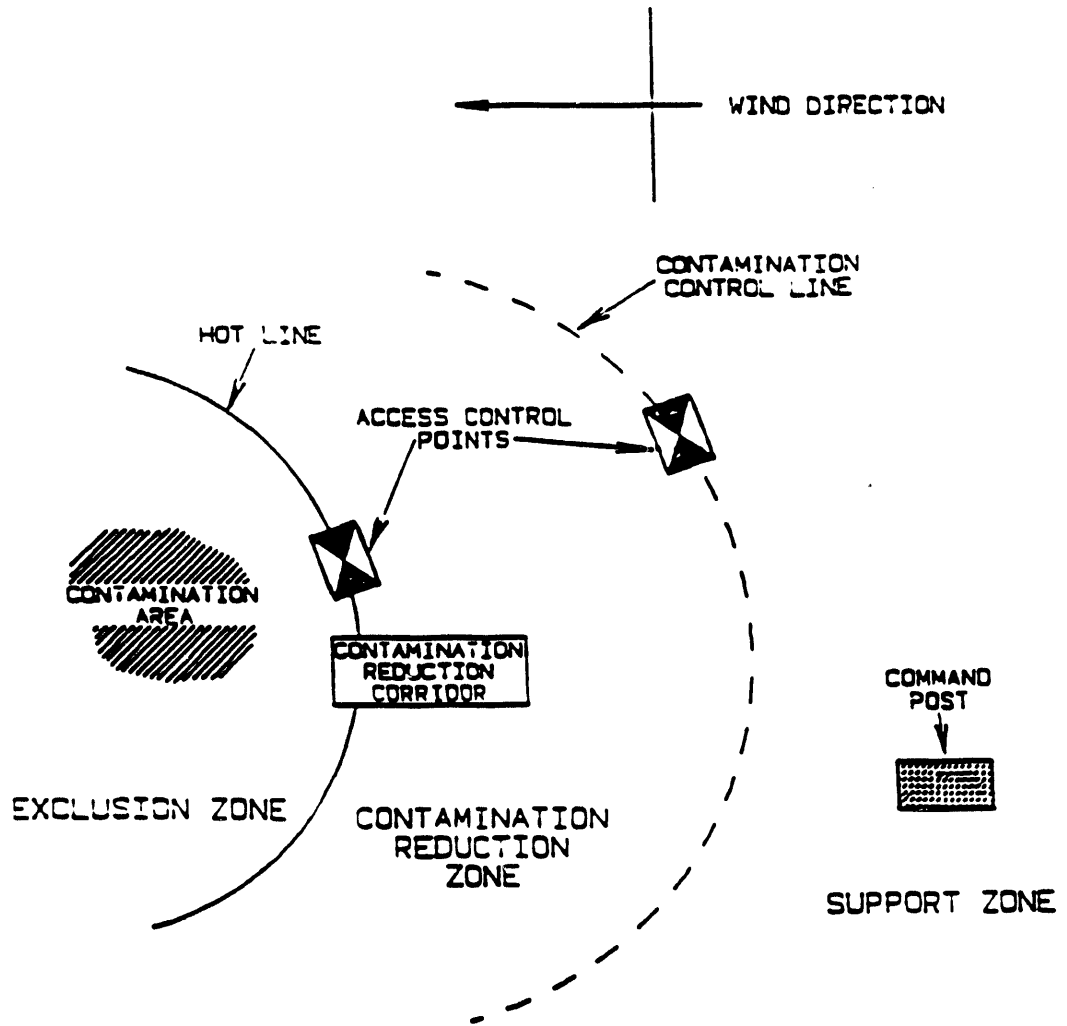 WIND DIRECTION
CONTAMINATION
CONTROL LINE
HOT LINE
ACCESS CONTROL
POINTS
CONTAMINATION
AREA
CONTAMINATION
REDUCTION
CORRIDOR
COMMAND
POST
EXCLUSION ZONE
CONTAMINATION
REDUCTION
ZONE
SUPPORT ZONE